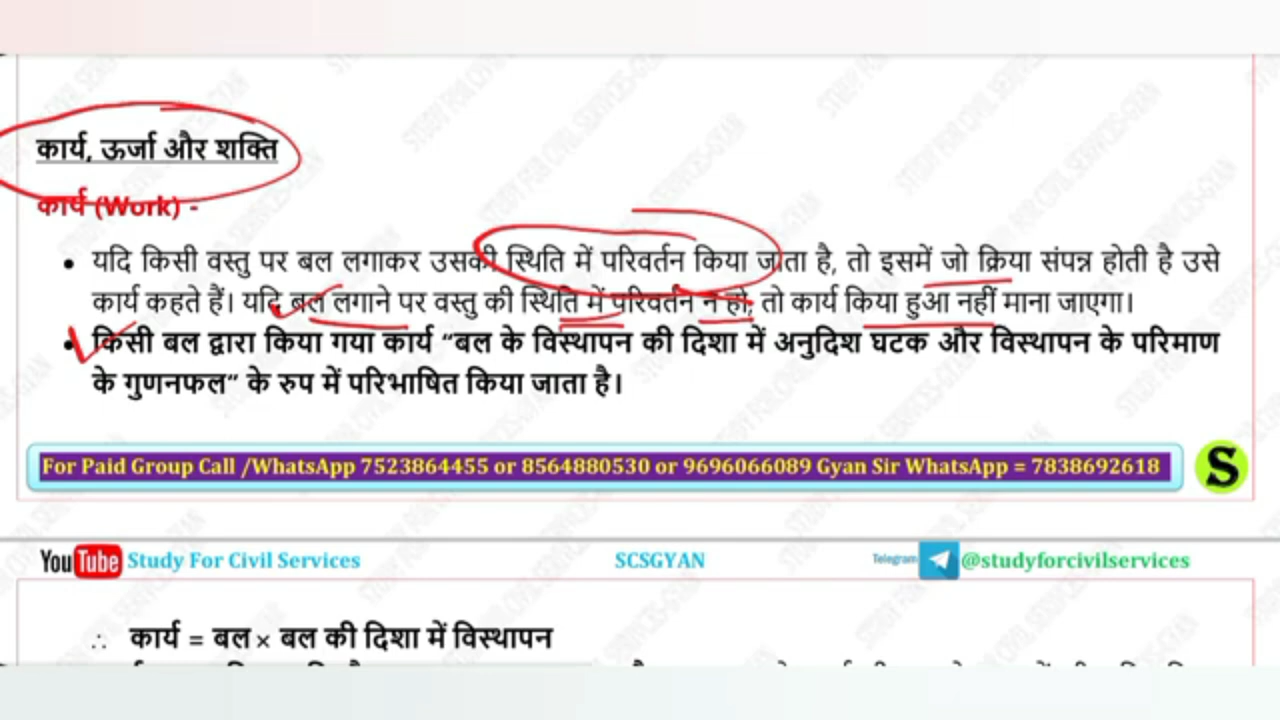 कार्य, ऊर्जा और शक्ति
कार्य (Work) -
• यदि किसी वस्तु पर बल लगाकर उसकी स्थिति में परिवर्तन किया जाता है, तो इसमें जो क्रिया संपन्न होती है उसे
कार्य कहते हैं। यदि बल लगाने पर वस्तु की स्थिति में परिवर्तन न हो, तो कार्य किया हुआ नहीं माना जाएगा।
• किसी बल द्वारा किया गया कार्य “बल के विस्थापन की दिशा में अनुदिश घटक और विस्थापन के परिमाण
के गुणनफल“ के रुप में परिभाषित किया जाता है।
For Paid Group Call /WhatsApp 7523864455 or 8564880530 or 9696066089 Gyan Sir WhatsApp = 7838692618
S
YouTube Study For Civil Services SCSGYAN Telegram @studyforcivilservices
∴ कार्य = बल × बल की दिशा में विस्थापन